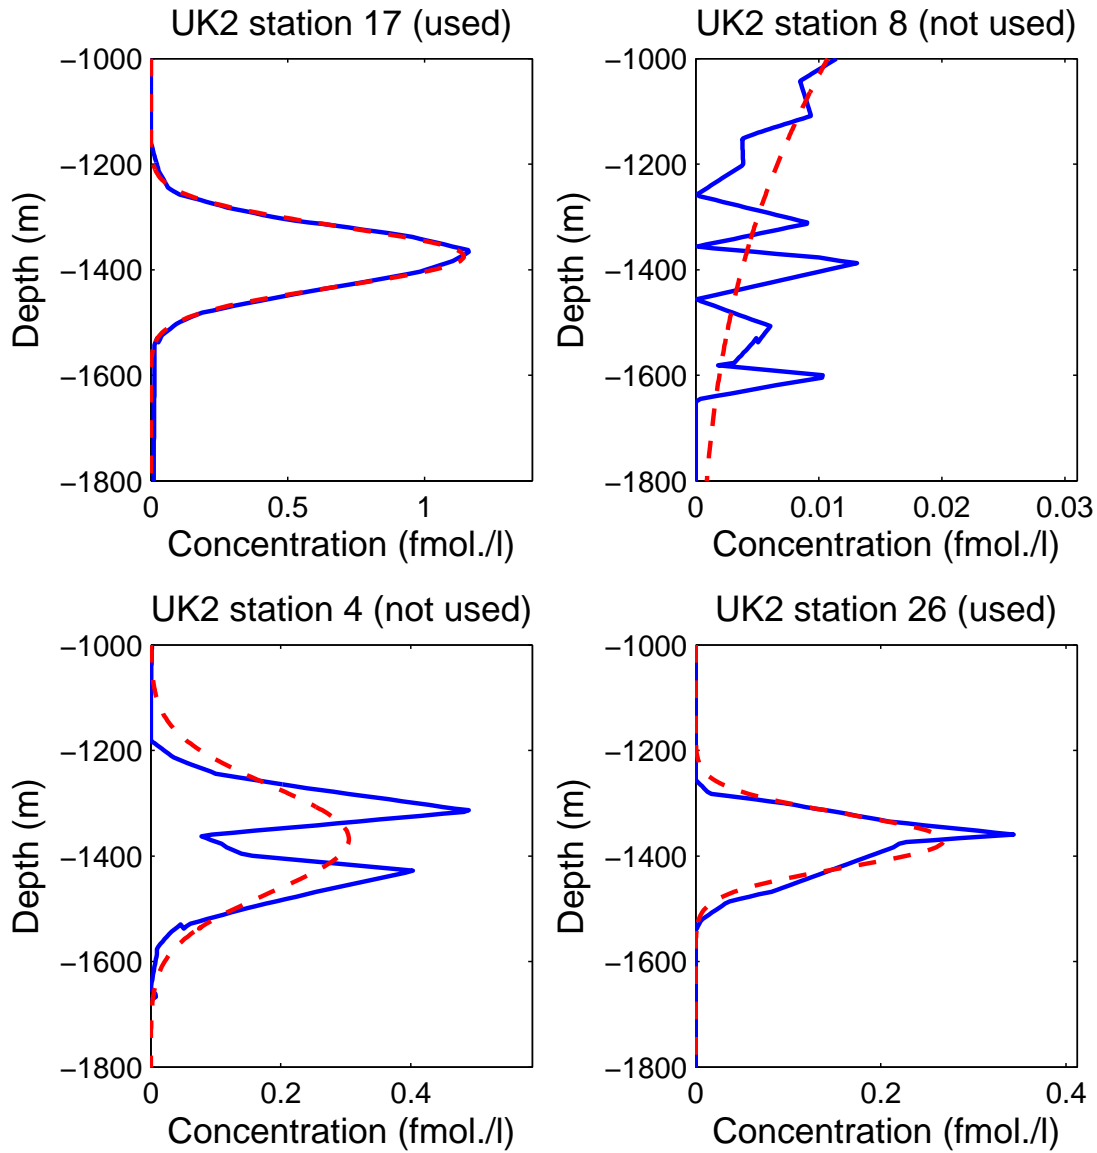 UK2 station 17 (used)
−1000
−1200
−1400
−1600
−1800
Depth (m)
0
0.5
1
Concentration (fmol./l)
UK2 station 8 (not used)
−1000
−1200
−1400
−1600
−1800
Depth (m)
0
0.01
0.02
0.03
Concentration (fmol./l)
UK2 station 4 (not used)
−1000
−1200
−1400
−1600
−1800
Depth (m)
0
0.2
0.4
Concentration (fmol./l)
UK2 station 26 (used)
−1000
−1200
−1400
−1600
−1800
Depth (m)
0
0.2
0.4
Concentration (fmol./l)